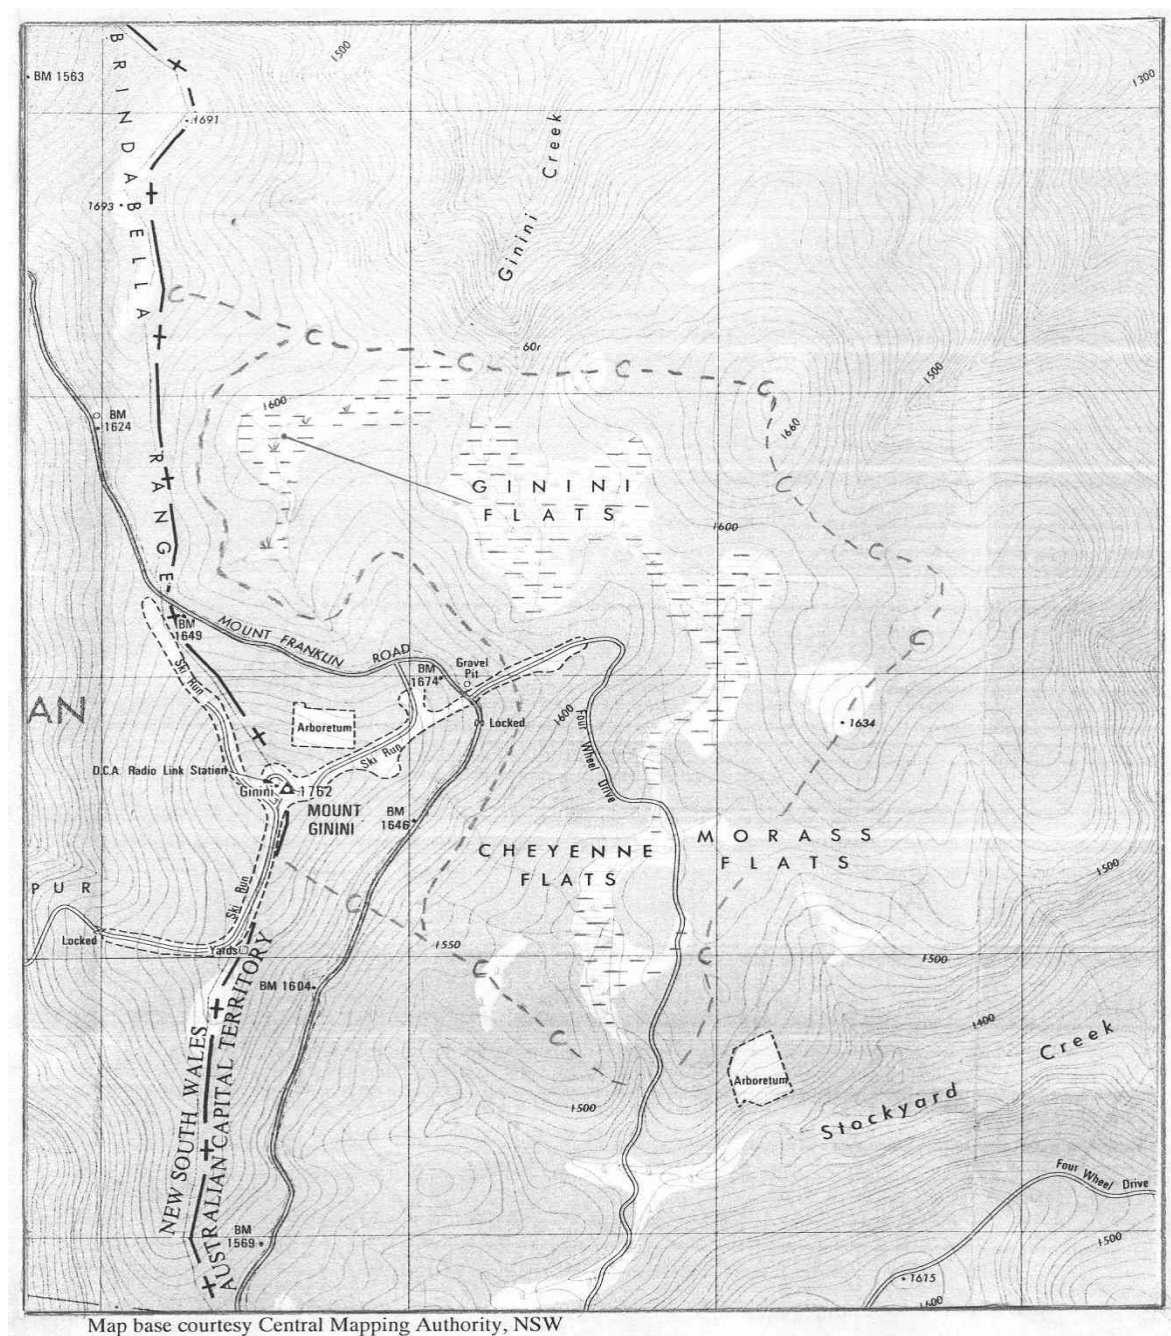 1500
BM 1563
1300
BRINDABELLA RANGE
1691
Ginini Creek
1693
60r
1500
1600
BM
1624
1660
GININI
FLATS
1600
BM
1649
MOUNT FRANKLIN ROAD
Ski Run
BM
1674
Gravel
Pit
AN
Arboretum
Locked
1600
1634
Four Wheel Drive
Ski Run
D.C.A. Radio Link Station
Ginini
1762
MOUNT
GININI
BM
1646
CHEYENNE
FLATS
MORASS
FLATS
1500
PUR
Ski Run
Locked
Yards
1550
1500
BM 1604
1400
Creek
NEW SOUTH WALES
AUSTRALIAN CAPITAL TERRITORY
Arboretum
1500
Stockyard
Four Wheel Drive
BM
1569
1500
1615
1600
Map base courtesy Central Mapping Authority, NSW